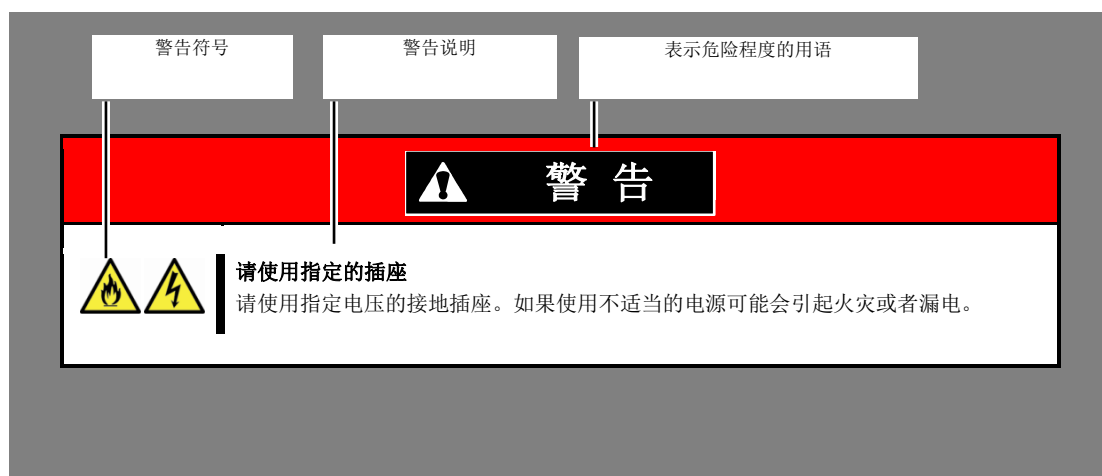 警告符号
警告说明
表示危险程度的用语
警 告
请使用指定的插座
请使用指定电压的接地插座。如果使用不适当的电源可能会引起火灾或者漏电。